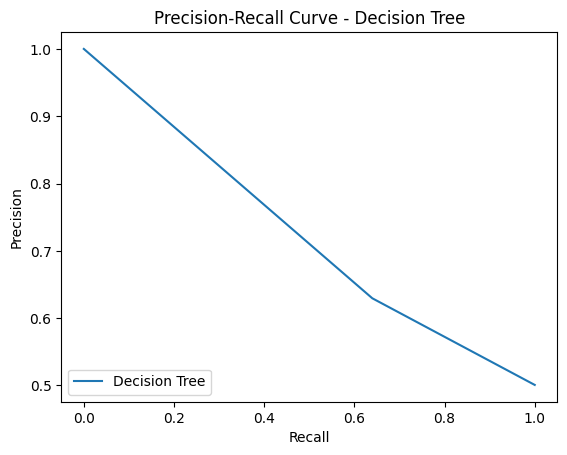 Precision-Recall Curve - Decision Tree
1.0
0.9
0.8
0.7
0.6
0.5
Precision
Decision Tree
0.0 0.2 0.4 0.6 0.8 1.0
Recall